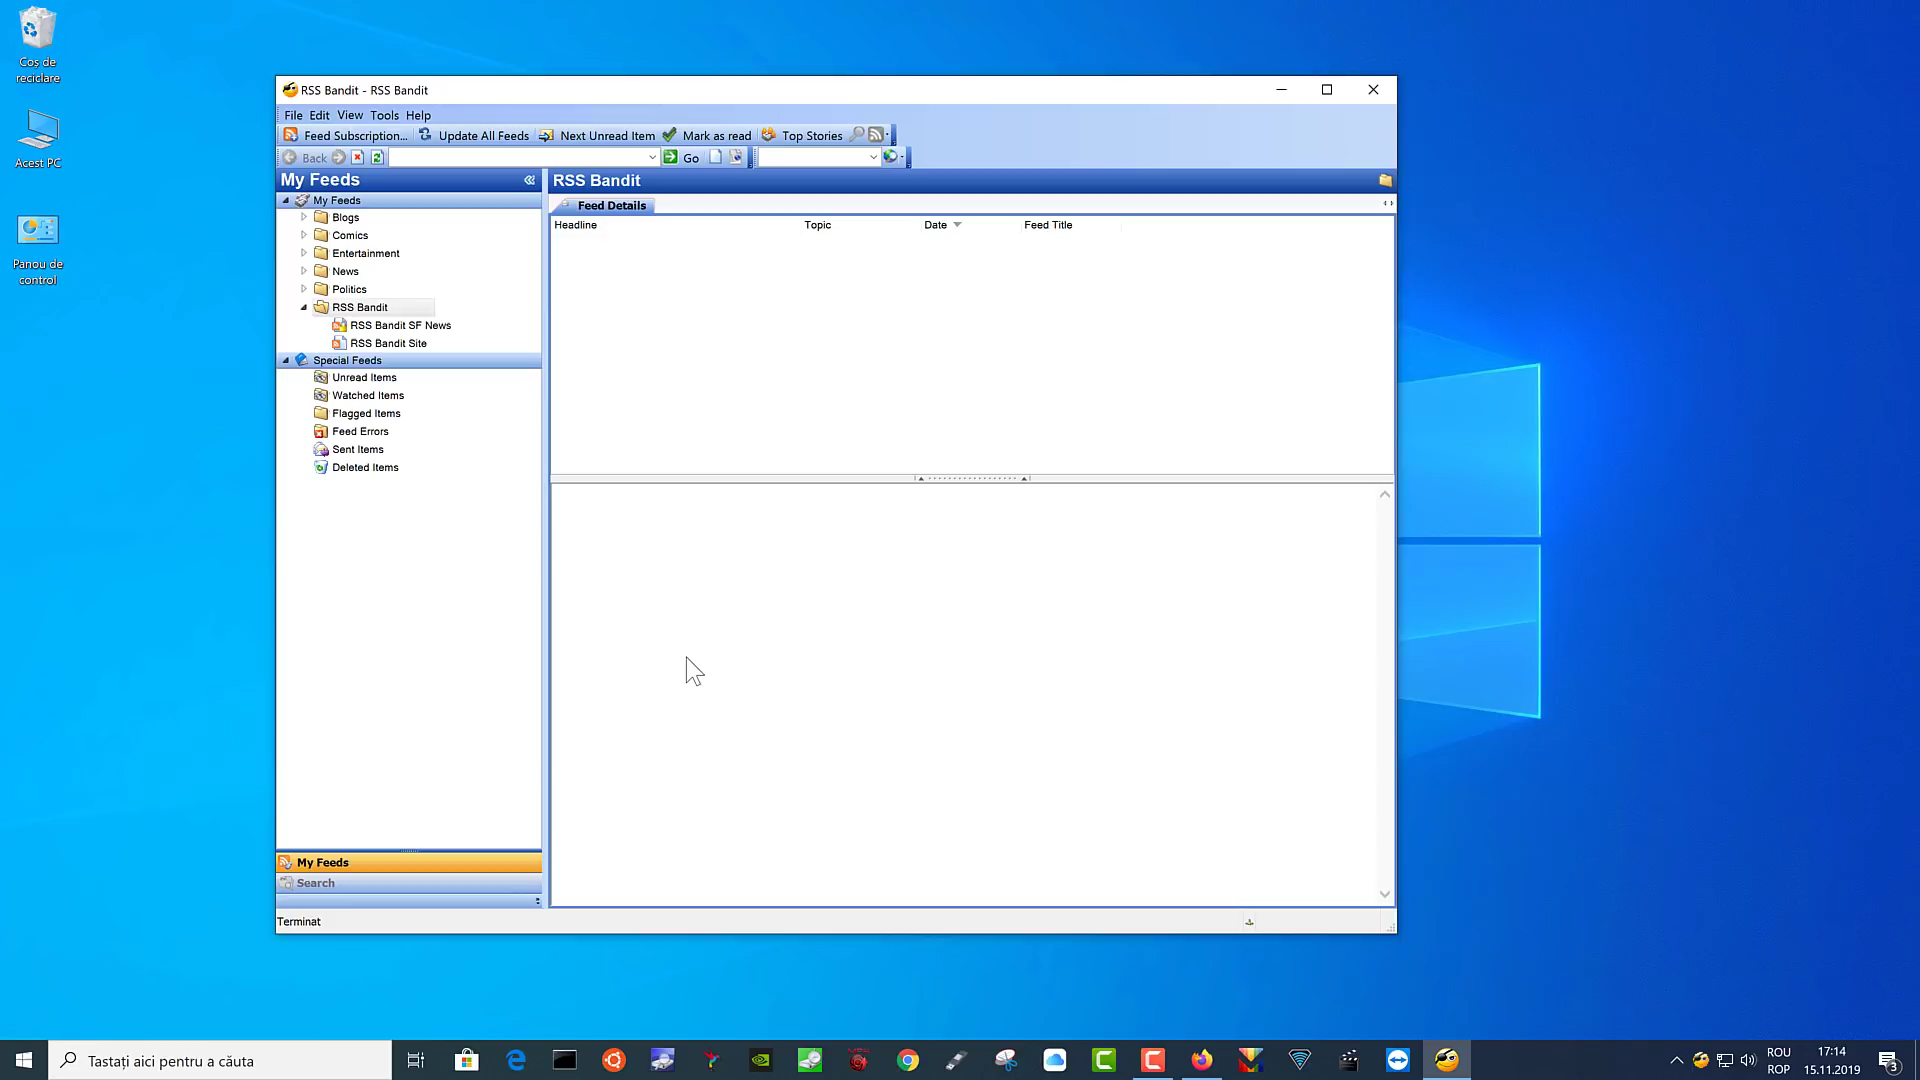 Coș de
reciclare
Acest PC
Panou de
control
RSS Bandit - RSS Bandit
File Edit View Tools Help
Feed Subscription... Update All Feeds Next Unread Item Mark as read Top Stories
Back Go
My Feeds
My Feeds
Blogs
Comics
Entertainment
News
Politics
RSS Bandit
RSS Bandit SF News
RSS Bandit Site
Special Feeds
Unread Items
Watched Items
Flagged Items
Feed Errors
Sent Items
Deleted Items
My Feeds
Search
RSS Bandit
Feed Details
Headline Topic Date Feed Title
Terminat
Tastați aici pentru a căuta
ROU
ROP
17:14
15.11.2019
3